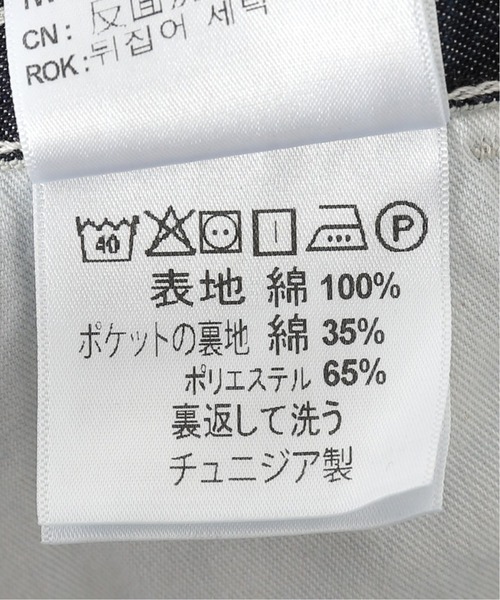 CN: 反面洗
ROK: 뒤집어 세탁
40 P
表地 綿 100%
ポケットの裏地 綿 35%
ポリエステル 65%
裏返して洗う
チュニジア製